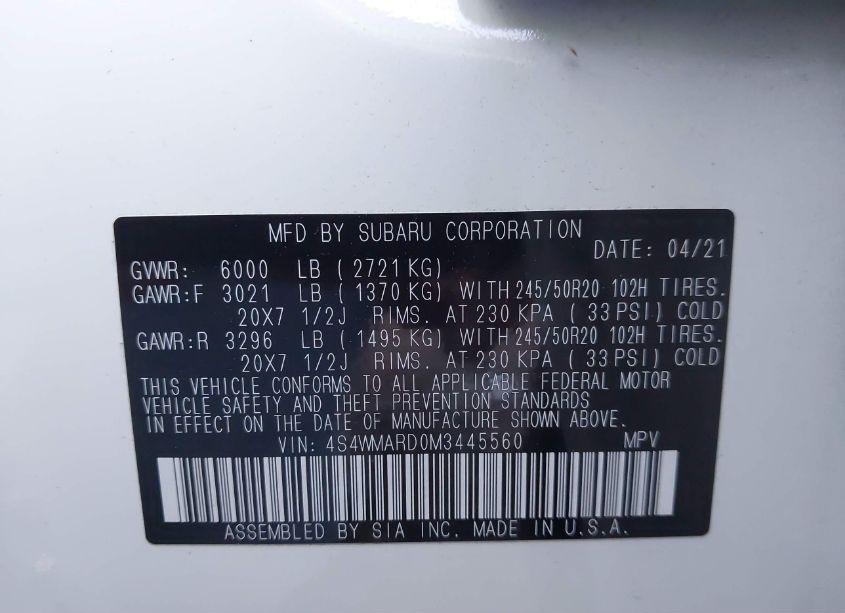 MFD BY SUBARU CORPORATION
DATE: 04/21
GVWR: 6000 LB ( 2721 KG)
GAWR:F 3021 LB ( 1370 KG) WITH 245/50R20 102H TIRES.
20X7 1/2J RIMS. AT 230 KPA ( 33 PSI) COLD
GAWR:R 3296 LB ( 1495 KG) WITH 245/50R20 102H TIRES.
20X7 1/2J RIMS. AT 230 KPA ( 33 PSI) COLD
THIS VEHICLE CONFORMS TO ALL APPLICABLE FEDERAL MOTOR
VEHICLE SAFETY AND THEFT PREVENTION STANDARDS
IN EFFECT ON THE DATE OF MANUFACTURE SHOWN ABOVE.
VIN: 4S4WMARD0M3445560 MPV
ASSEMBLED BY SIA INC. MADE IN U.S.A.